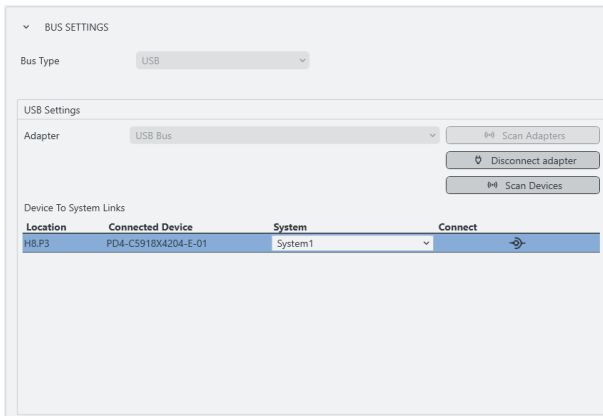 BUS SETTINGS
Bus Type USB
USB Settings
Adapter USB Bus Scan Adapters
Disconnect adapter
Scan Devices
Device To System Links
Location Connected Device System Connect
H8.P3 PD4-C5918X4204-E-01 System1